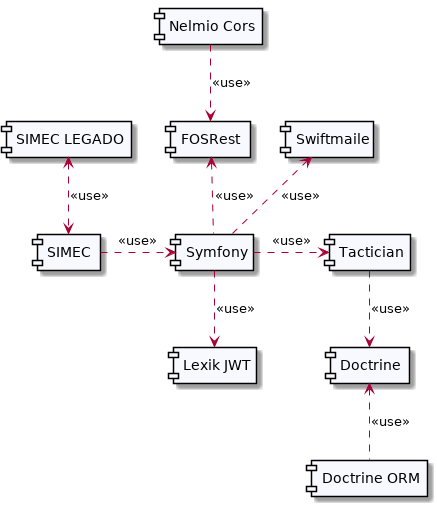 Nelmio Cors
«use»
SIMEC LEGADO
FOSRest
Swiftmaile
«use»
«use»
«use»
SIMEC
«use»
Symfony
«use»
Tactician
«use»
«use»
Lexik JWT
Doctrine
«use»
Doctrine ORM